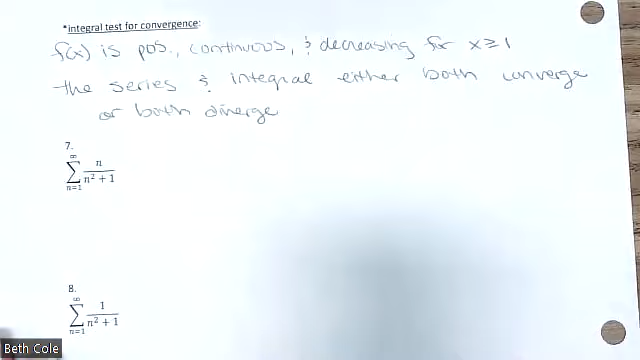 *Integral test for convergence:
f(x) is pos., continuous, & decreasing for x ≥ 1
the series & integral either both converge
or both diverge
7.
∞
∑ n/(n² + 1)
n=1
8.
∞
∑ 1/(n² + 1)
n=1
Beth Cole